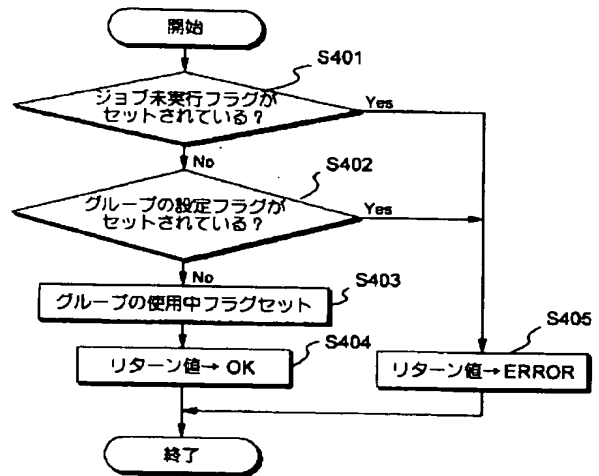 開始
S401
ジョブ未実行フラグが
セットされている?
Yes
No
S402
グループの設定フラグが
セットされている?
Yes
No
S403
グループの使用中フラグセット
S404
リターン値→OK
S405
リターン値→ERROR
終了